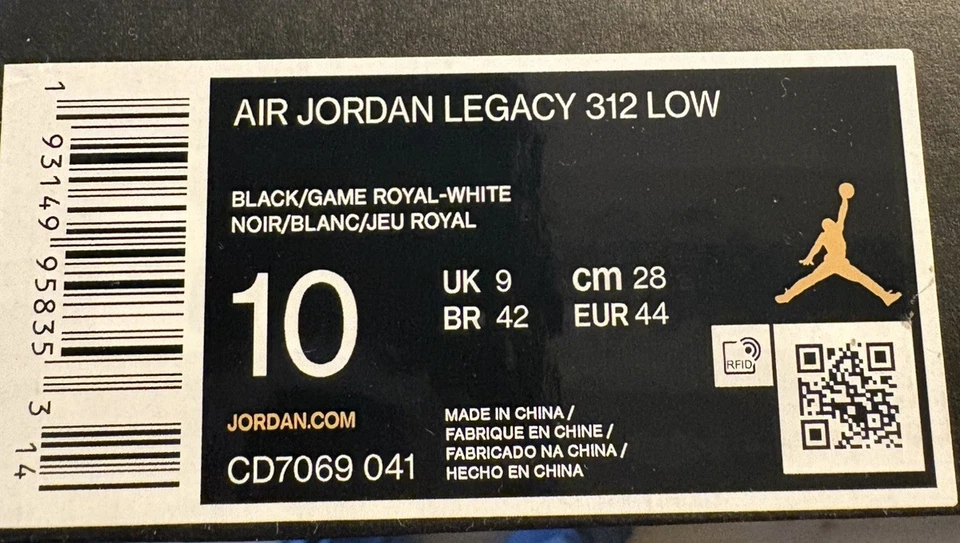 AIR JORDAN LEGACY 312 LOW
BLACK/GAME ROYAL-WHITE
NOIR/BLANC/JEU ROYAL
10
UK 9 cm 28
BR 42 EUR 44
RFID
JORDAN.COM
CD7069 041
MADE IN CHINA /
FABRIQUE EN CHINE /
FABRICADO NA CHINA /
HECHO EN CHINA
1 93149 95835 3 14